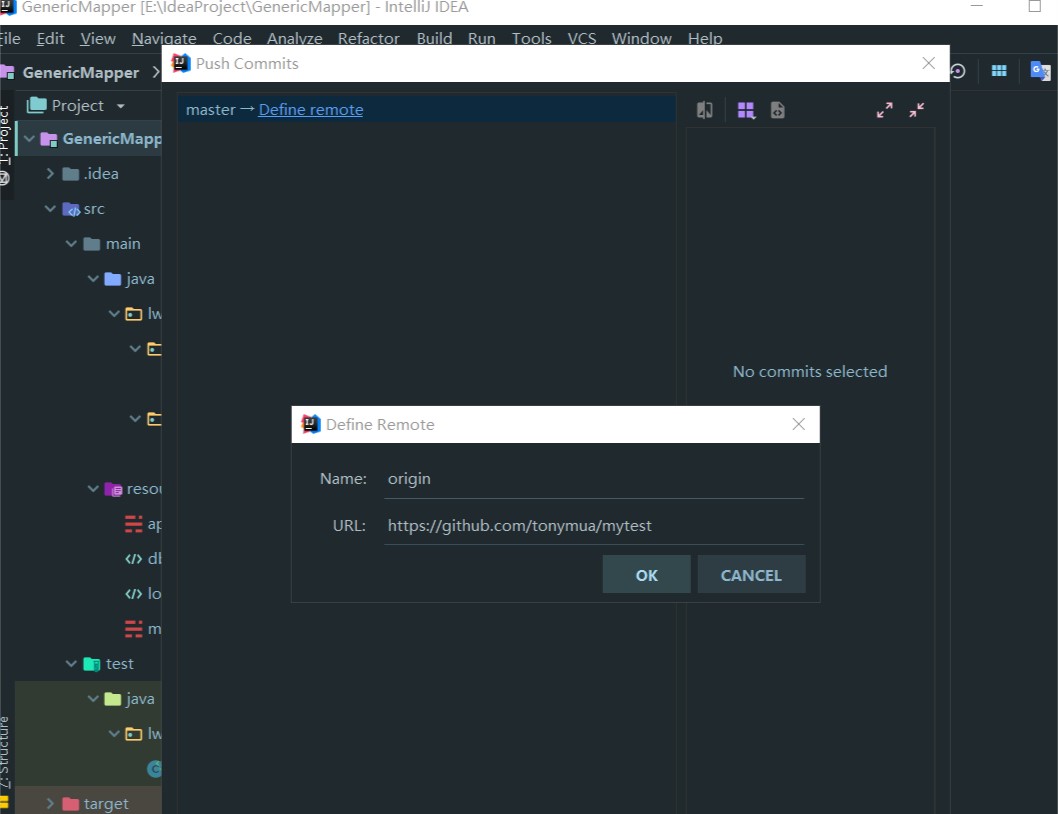 GenericMapper [E:\IdeaProject\GenericMapper] - IntelliJ IDEA
File Edit View Navigate Code Analyze Refactor Build Run Tools VCS Window Help
GenericMapper
Push Commits
Project
master → Define remote
1: Project
GenericMapp
.idea
src
main
java
lw
No commits selected
Define Remote
Name: origin
resou
URL: https://github.com/tonymua/mytest
ap
db
OK CANCEL
lo
m
test
java
lw
7: Structure
target